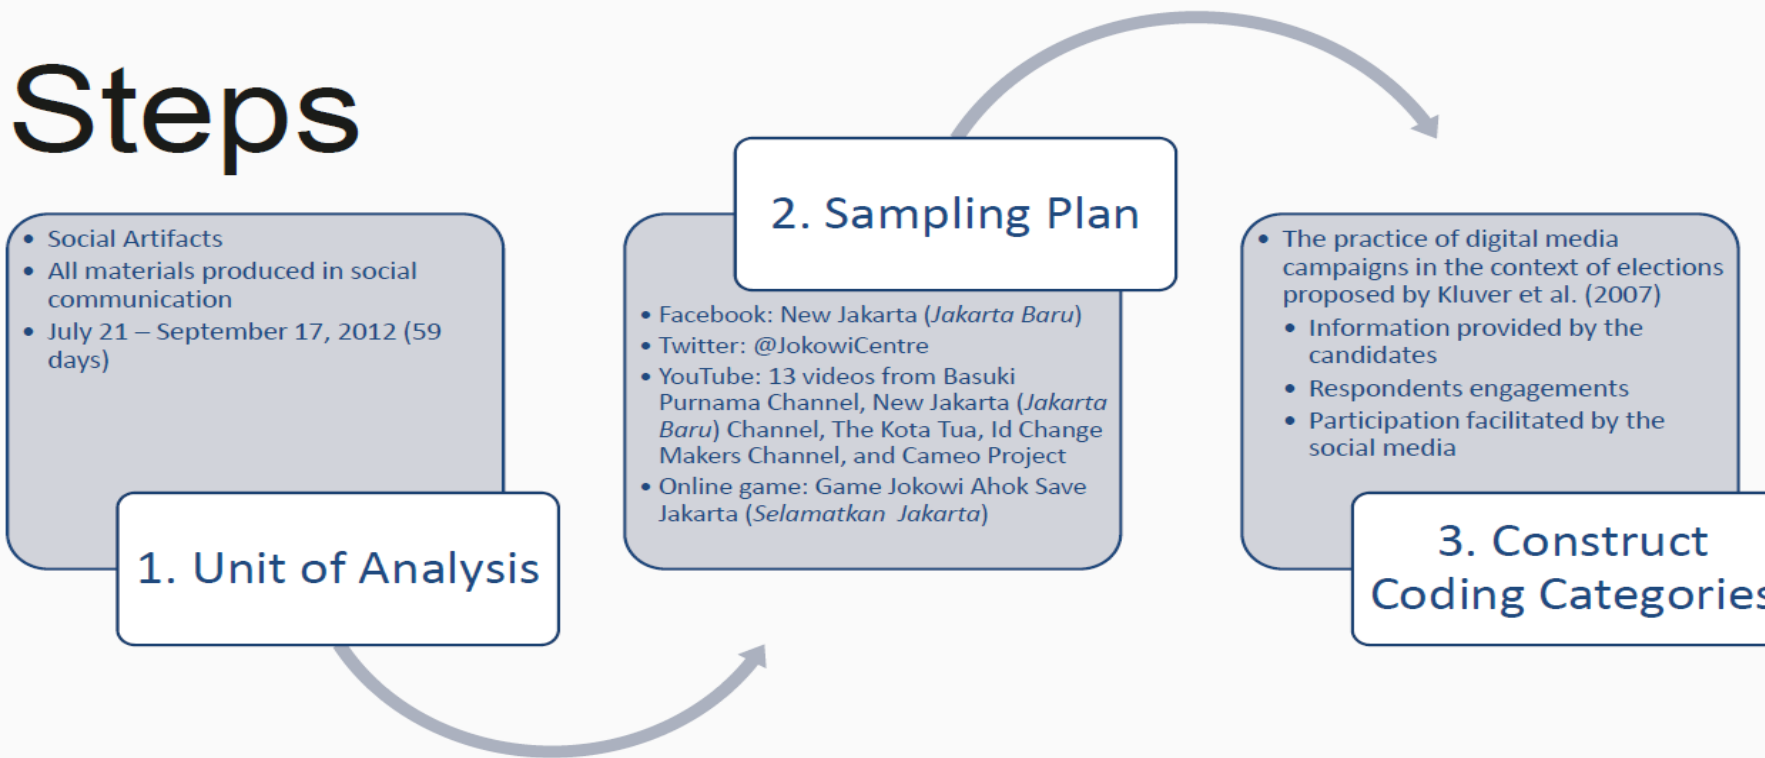 Steps
• Social Artifacts
• All materials produced in social
communication
• July 21 – September 17, 2012 (59
days)
1. Unit of Analysis
2. Sampling Plan
• Facebook: New Jakarta (Jakarta Baru)
• Twitter: @JokowiCentre
• YouTube: 13 videos from Basuki
Purnama Channel, New Jakarta (Jakarta
Baru) Channel, The Kota Tua, Id Change
Makers Channel, and Cameo Project
• Online game: Game Jokowi Ahok Save
Jakarta (Selamatkan Jakarta)
• The practice of digital media
campaigns in the context of elections
proposed by Kluver et al. (2007)
• Information provided by the
candidates
• Respondents engagements
• Participation facilitated by the
social media
3. Construct
Coding Categories